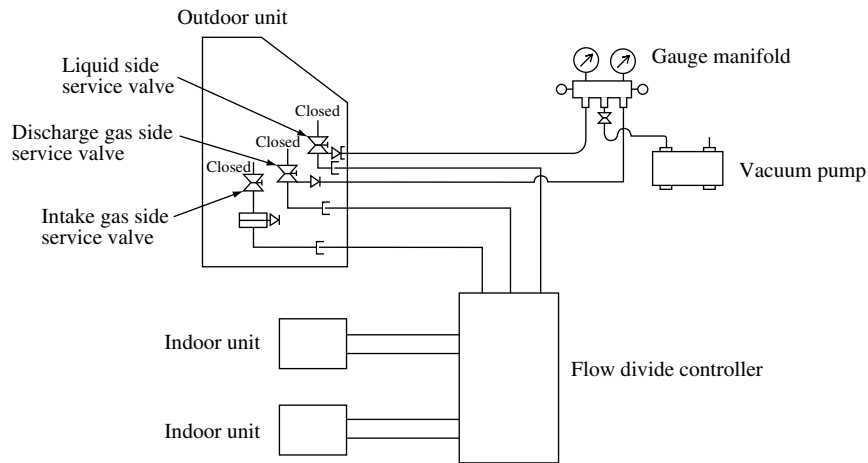 Outdoor unit
Liquid side
service valve
Closed
Discharge gas side
service valve
Closed
Closed
Intake gas side
service valve
Gauge manifold
Vacuum pump
Indoor unit
Flow divide controller
Indoor unit